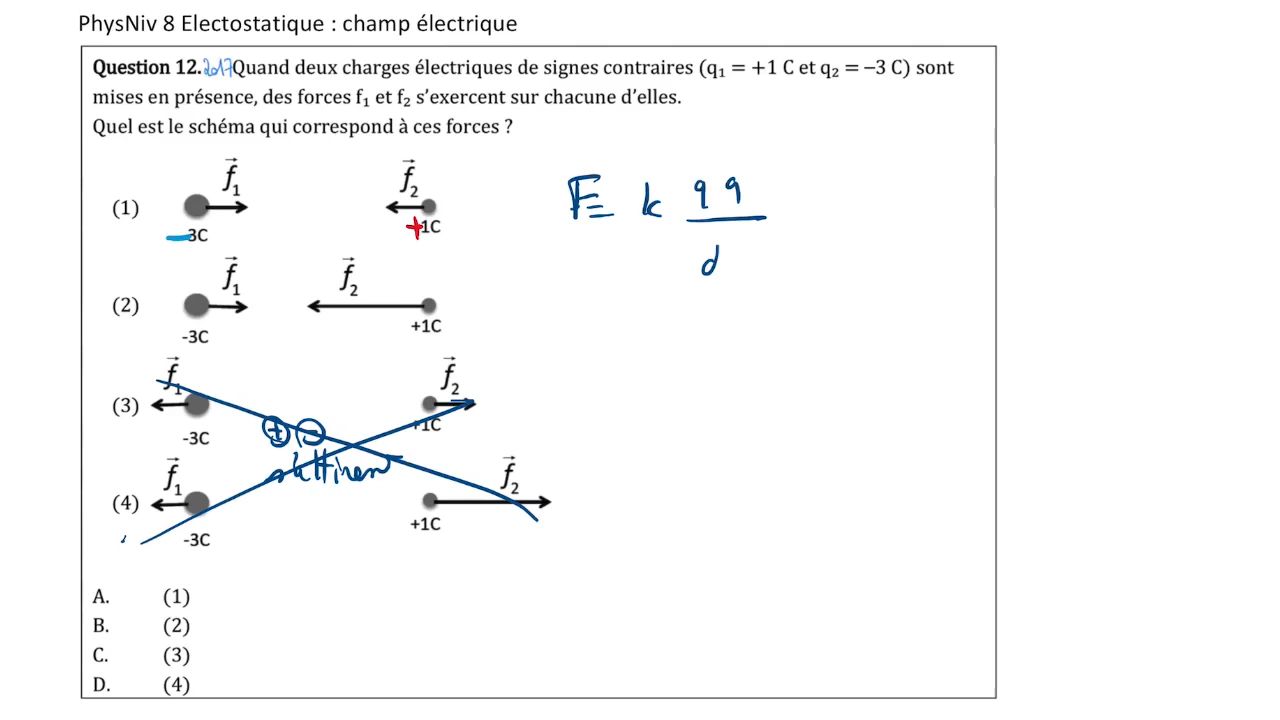 PhysNiv 8 Electostatique : champ électrique
Question 12. 2017 Quand deux charges électriques de signes contraires (q₁ = +1 C et q₂ = −3 C) sont
mises en présence, des forces f₁ et f₂ s’exercent sur chacune d’elles.
Quel est le schéma qui correspond à ces forces ?
f₁ f₂
(1)
-3C +1C
F = k q q
d
f₁ f₂
(2)
-3C +1C
f₁ f₂
(3)
-3C +1C
+ -
s'attirent
f₁ f₂
(4)
-3C +1C
A. (1)
B. (2)
C. (3)
D. (4)